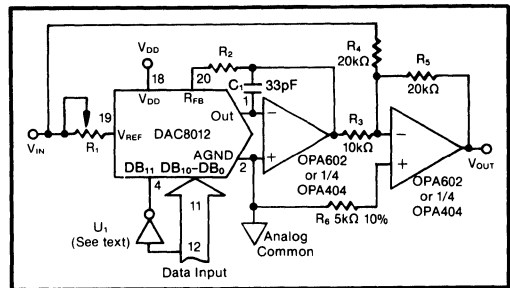 V_DD
18
20
R_2
C_1
33pF
R_4
20kΩ
R_5
20kΩ
V_DD
R_FB
1
Out
19
V_REF
DAC8012
V_IN
R_1
AGND
2
DB_11
DB_10–DB_0
4
11
U_1
(See text)
12
Data Input
R_3
10kΩ
OPA602
or 1/4
OPA404
OPA602
or 1/4
OPA404
V_OUT
R_6 5kΩ 10%
Analog
Common
−
+
−
+